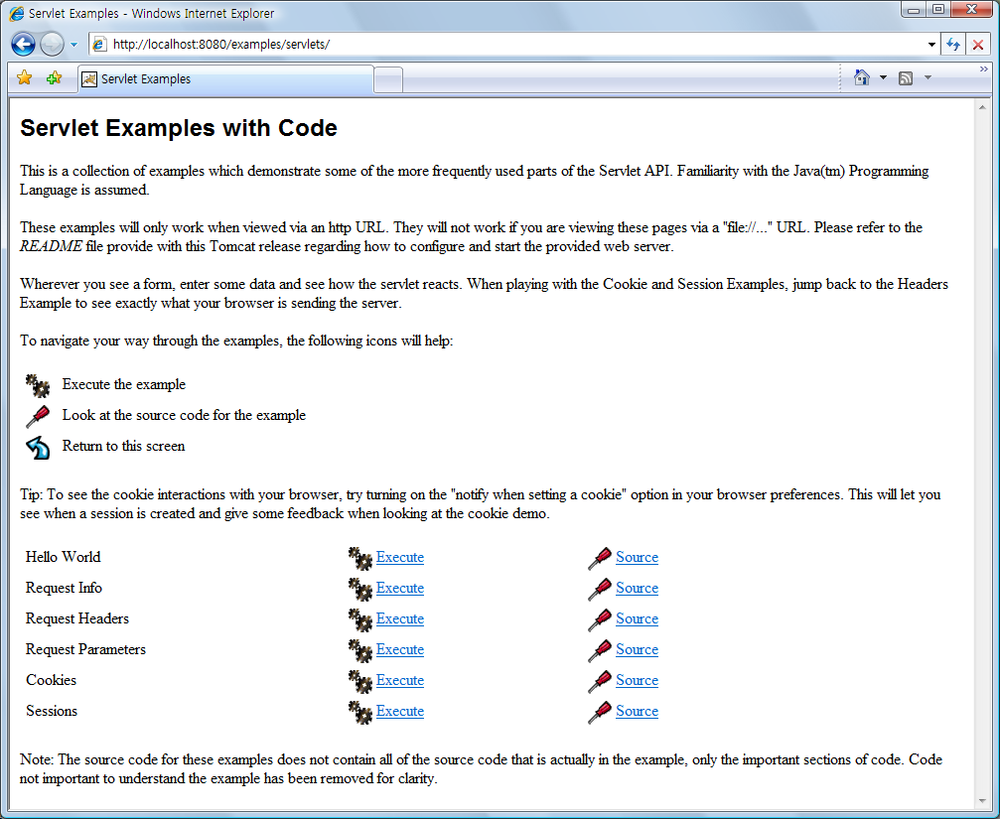 Servlet Examples - Windows Internet Explorer
http://localhost:8080/examples/servlets/
Servlet Examples
Servlet Examples with Code
This is a collection of examples which demonstrate some of the more frequently used parts of the Servlet API. Familiarity with the Java(tm) Programming
Language is assumed.
These examples will only work when viewed via an http URL. They will not work if you are viewing these pages via a "file://..." URL. Please refer to the
README file provide with this Tomcat release regarding how to configure and start the provided web server.
Wherever you see a form, enter some data and see how the servlet reacts. When playing with the Cookie and Session Examples, jump back to the Headers
Example to see exactly what your browser is sending the server.
To navigate your way through the examples, the following icons will help:
Execute the example
Look at the source code for the example
Return to this screen
Tip: To see the cookie interactions with your browser, try turning on the "notify when setting a cookie" option in your browser preferences. This will let you
see when a session is created and give some feedback when looking at the cookie demo.
Hello World Execute Source
Request Info Execute Source
Request Headers Execute Source
Request Parameters Execute Source
Cookies Execute Source
Sessions Execute Source
Note: The source code for these examples does not contain all of the source code that is actually in the example, only the important sections of code. Code
not important to understand the example has been removed for clarity.